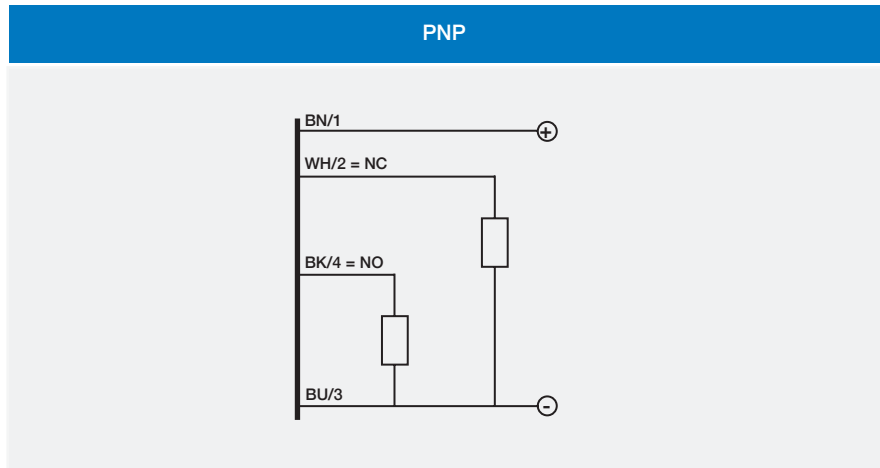 PNP
BN/1
+
WH/2 = NC
BK/4 = NO
BU/3
-